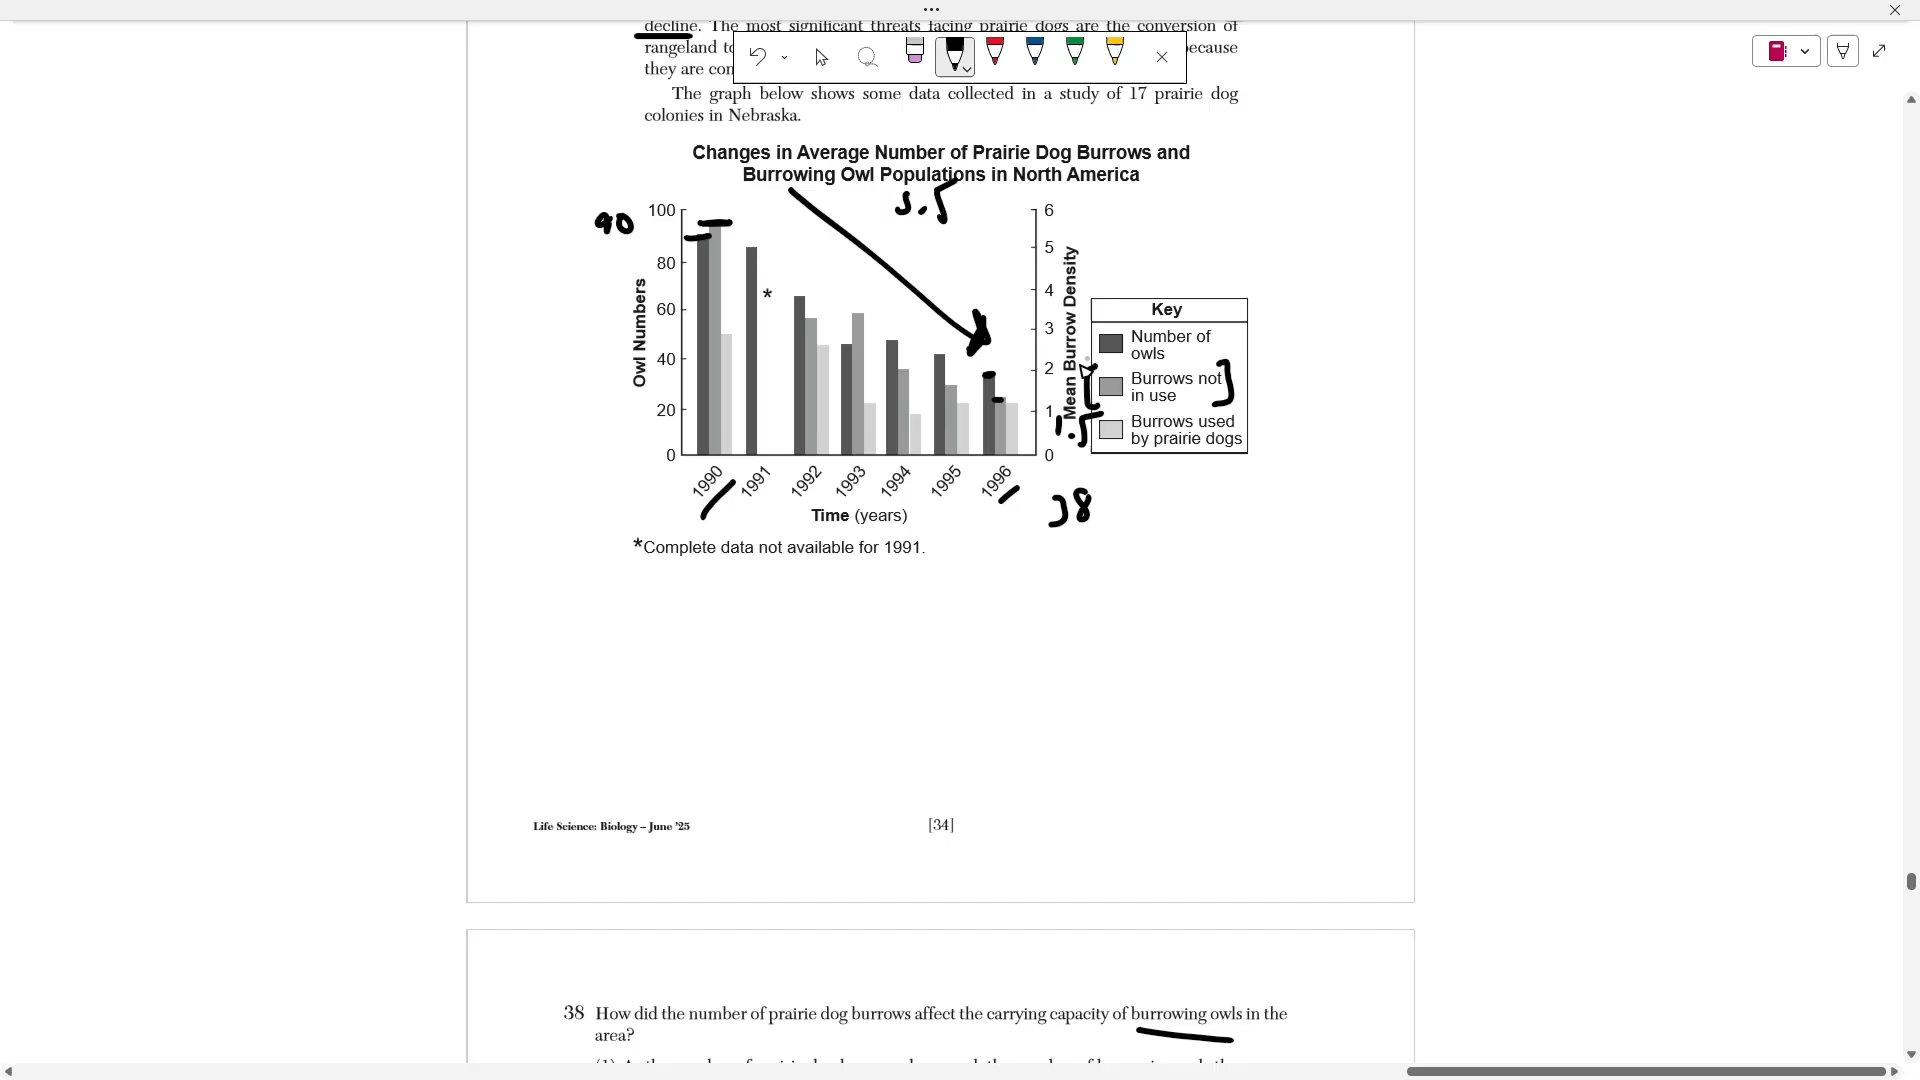 decline. The most significant threats facing prairie dogs are the conversion of
rangeland to because
they are con
The graph below shows some data collected in a study of 17 prairie dog
colonies in Nebraska.
Changes in Average Number of Prairie Dog Burrows and
Burrowing Owl Populations in North America
5.5
90
100
80
60
40
20
0
Owl Numbers
*
6
5
4
3
2
1
0
Mean Burrow Density
1.5
Key
Number of
owls
Burrows not
in use
Burrows used
by prairie dogs
1990 1991 1992 1993 1994 1995 1996
38
Time (years)
*Complete data not available for 1991.
Life Science: Biology – June '25 [34]
38 How did the number of prairie dog burrows affect the carrying capacity of burrowing owls in the
area?